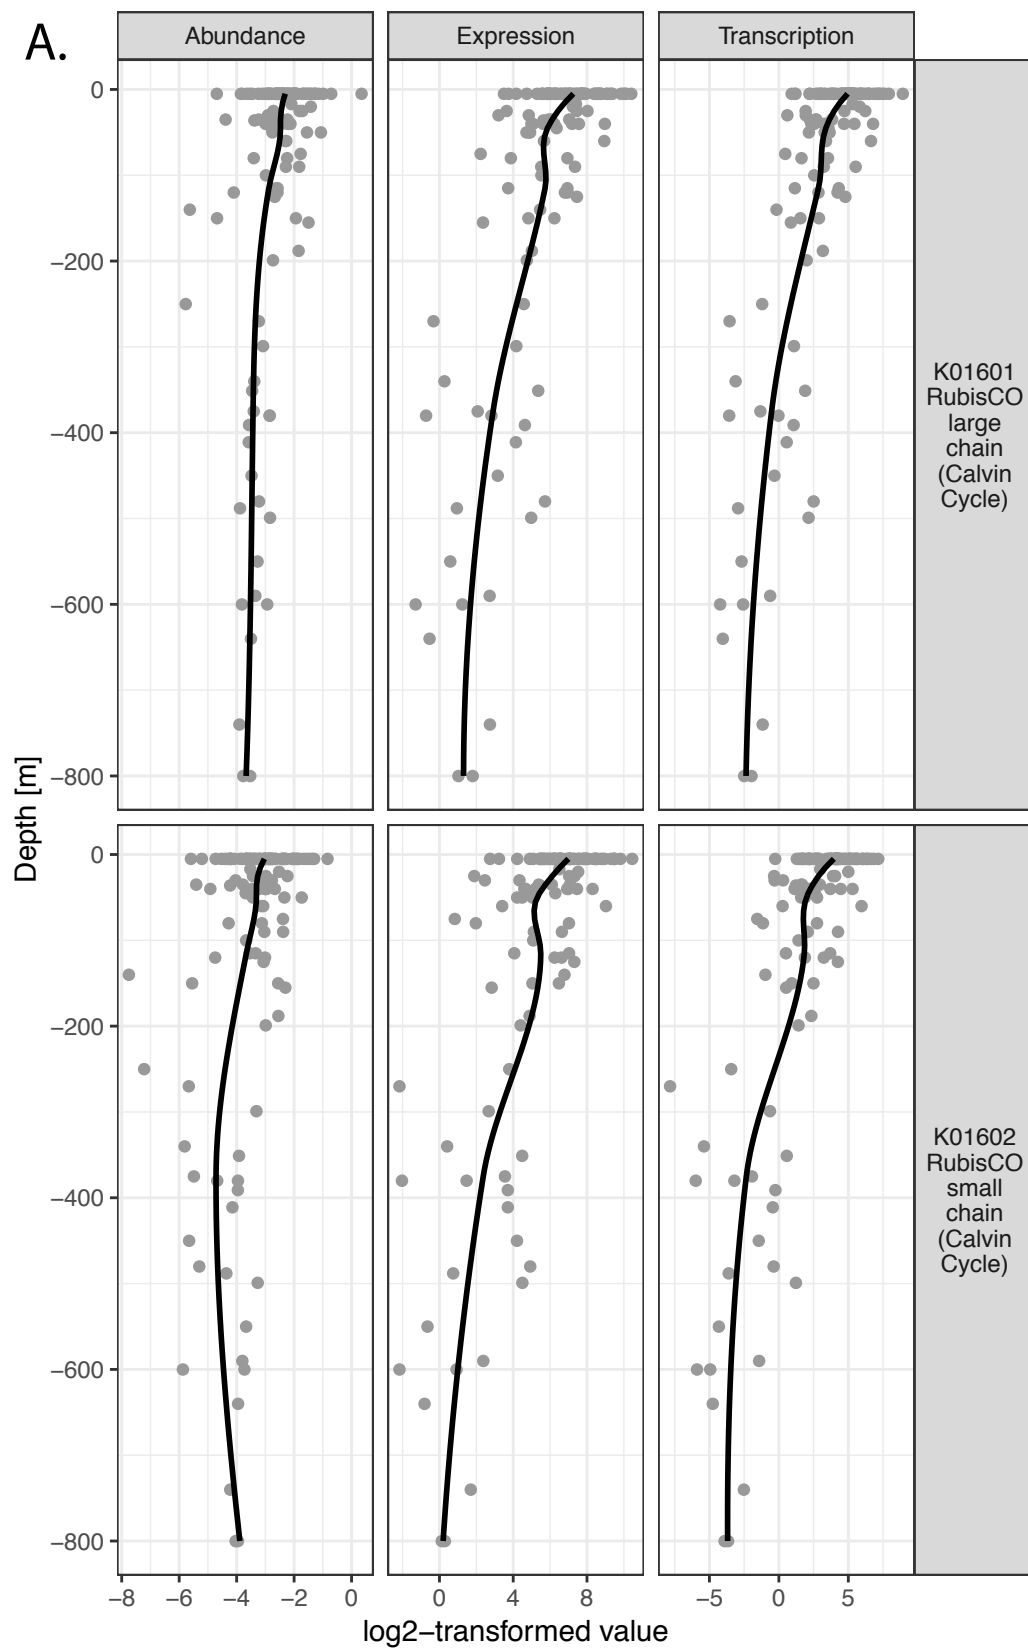 A.
Abundance
Expression
Transcription
0
−200
−400
−600
−800
K01601
RubisCO
large
chain
(Calvin
Cycle)
Depth [m]
0
−200
−400
−600
−800
K01602
RubisCO
small
chain
(Calvin
Cycle)
−8 −6 −4 −2 0
0 4 8
−5 0 5
log2−transformed value